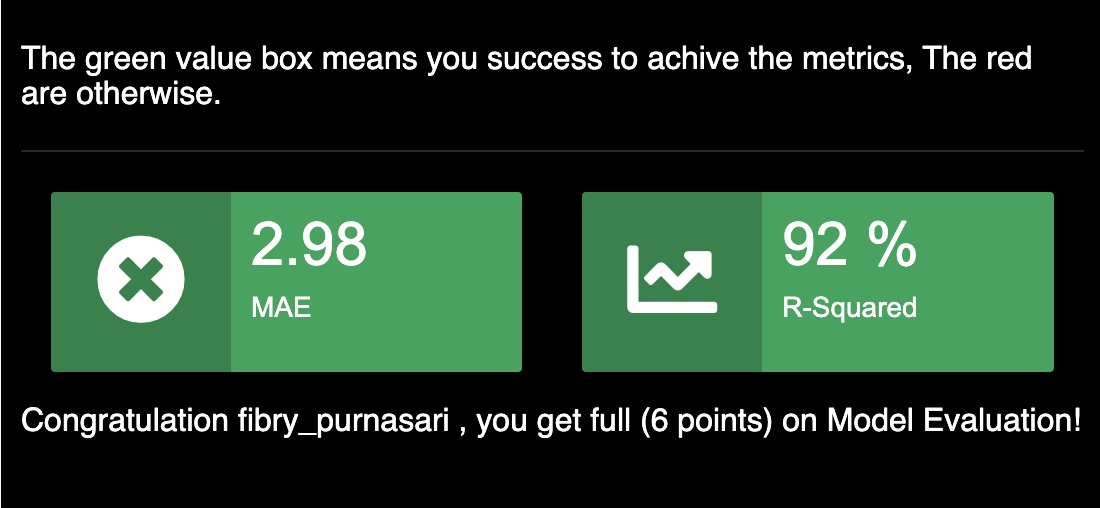 The green value box means you success to achive the metrics, The red
are otherwise.
2.98
MAE
92 %
R-Squared
Congratulation fibry_purnasari , you get full (6 points) on Model Evaluation!